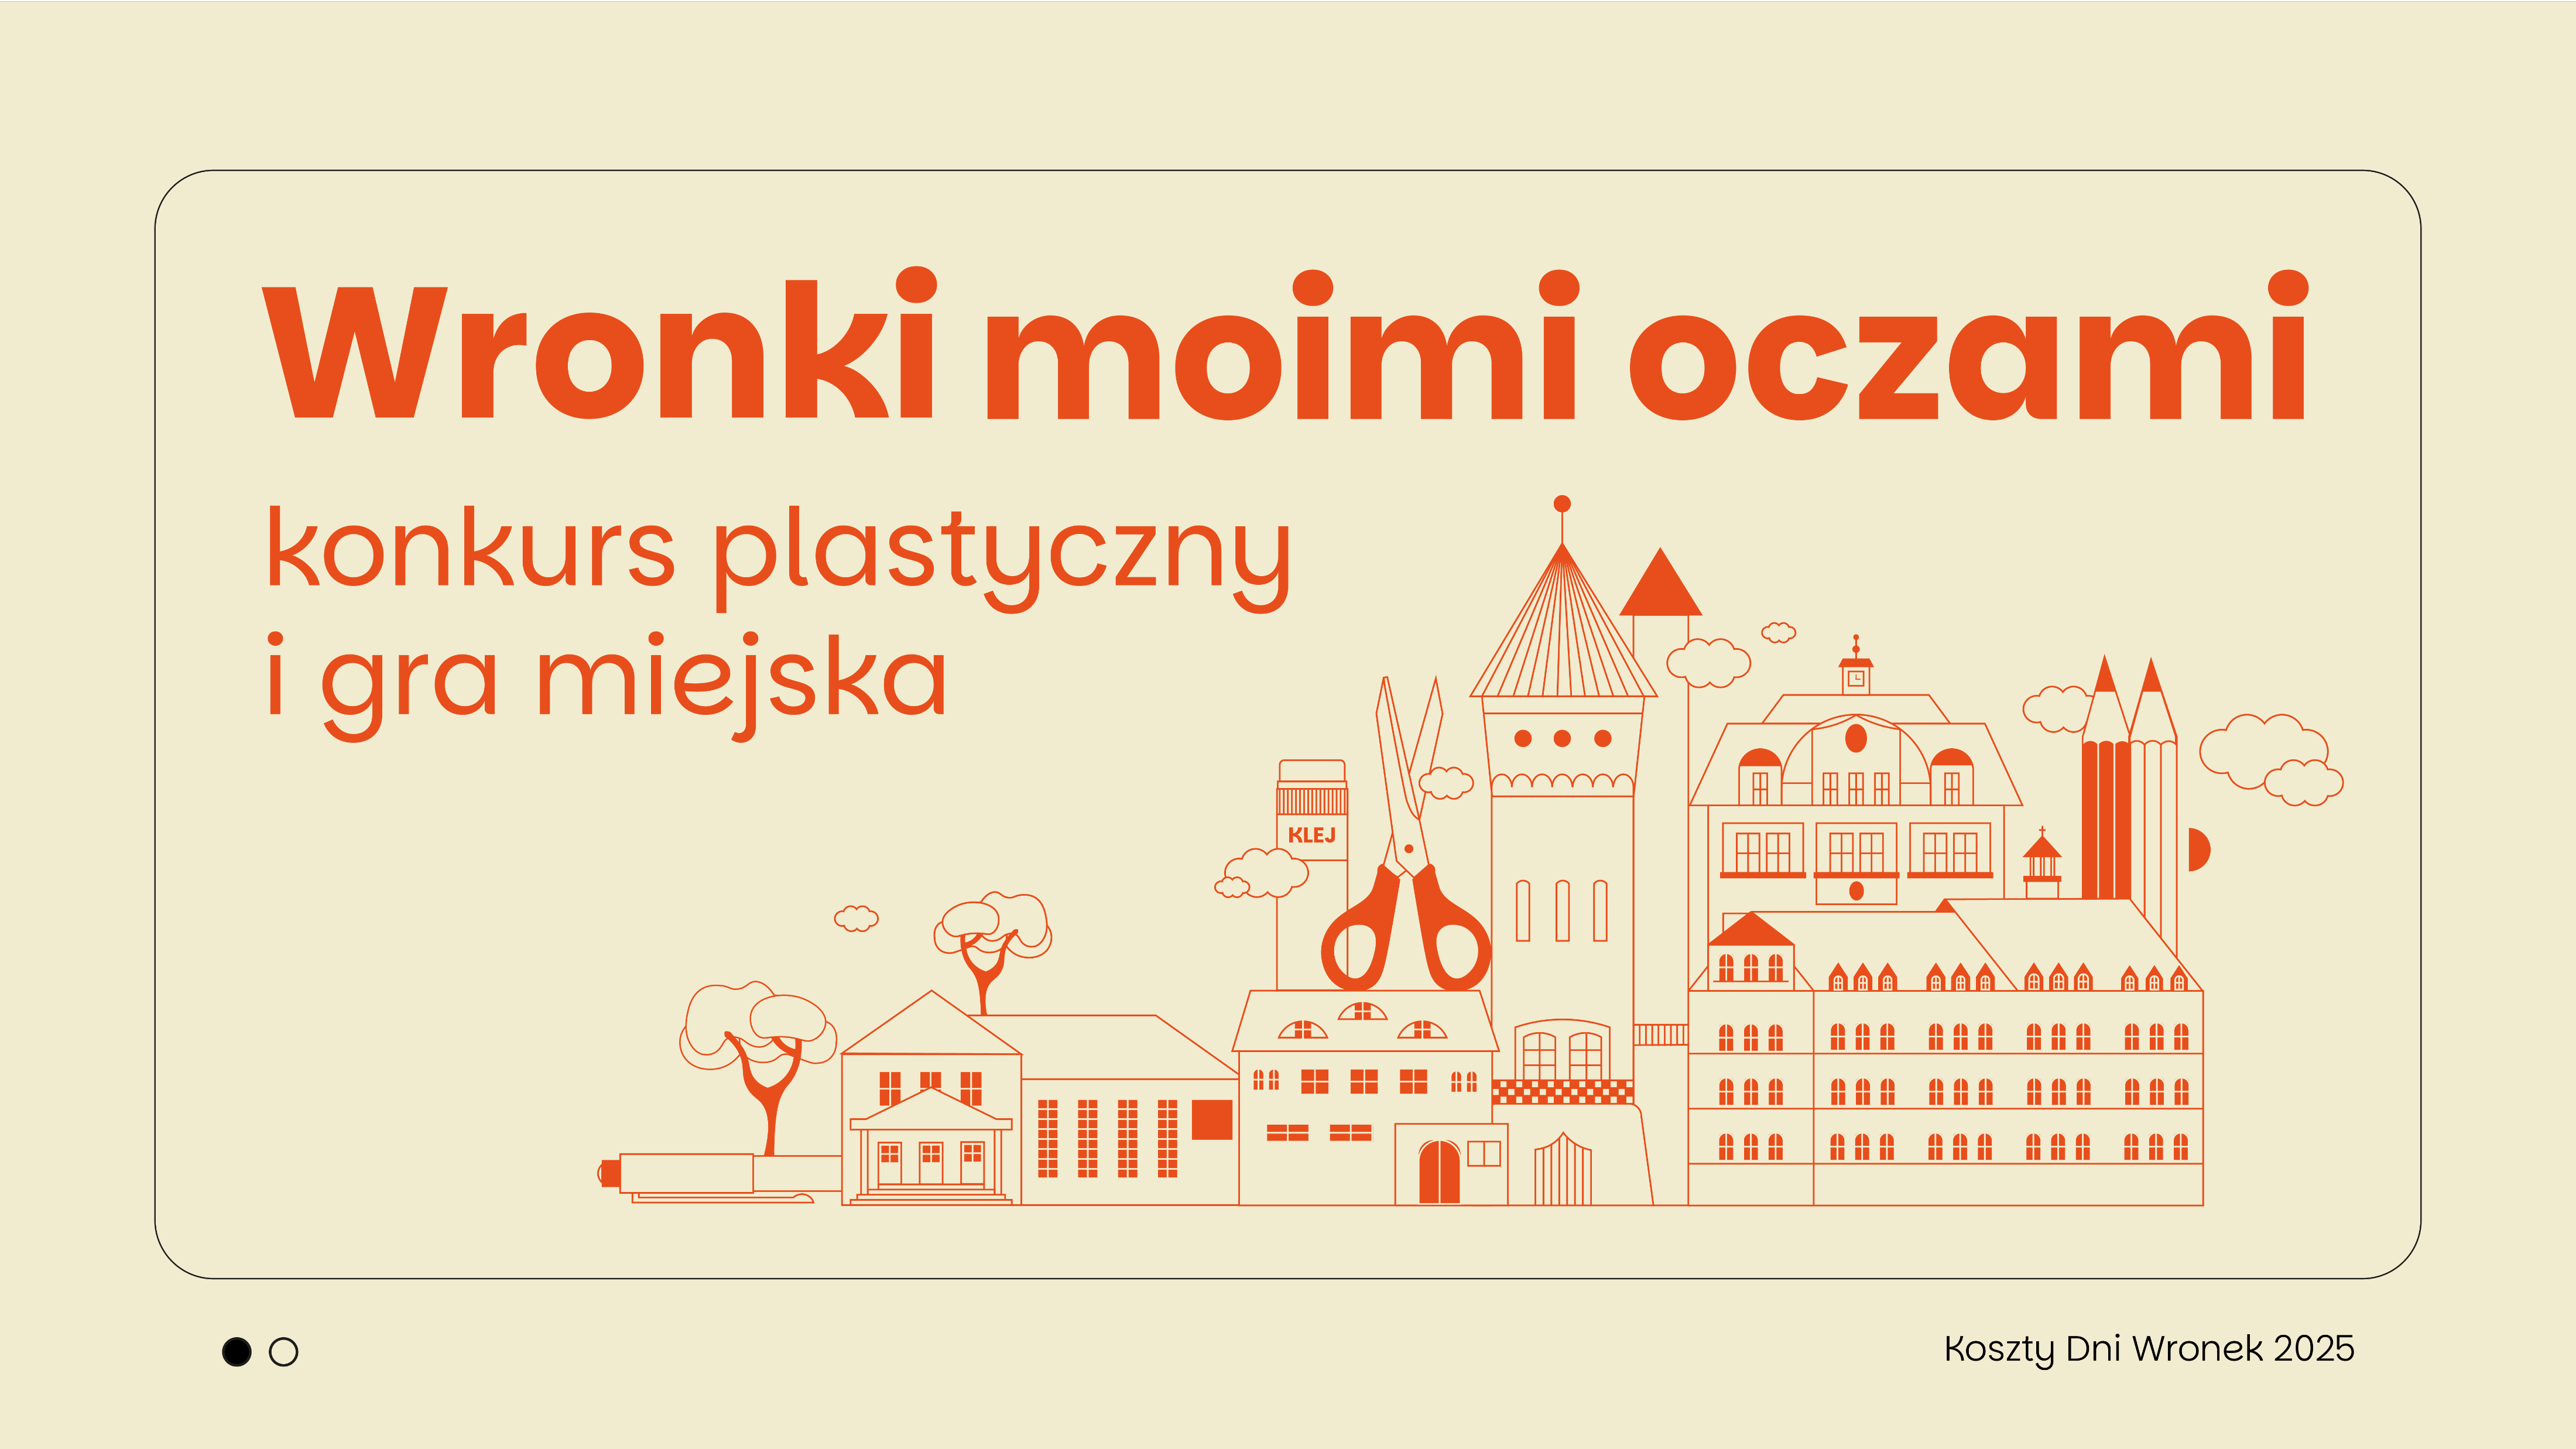 Wronki moimi oczami
konkurs plastyczny
i gra miejska
KLEJ
Koszty Dni Wronek 2025